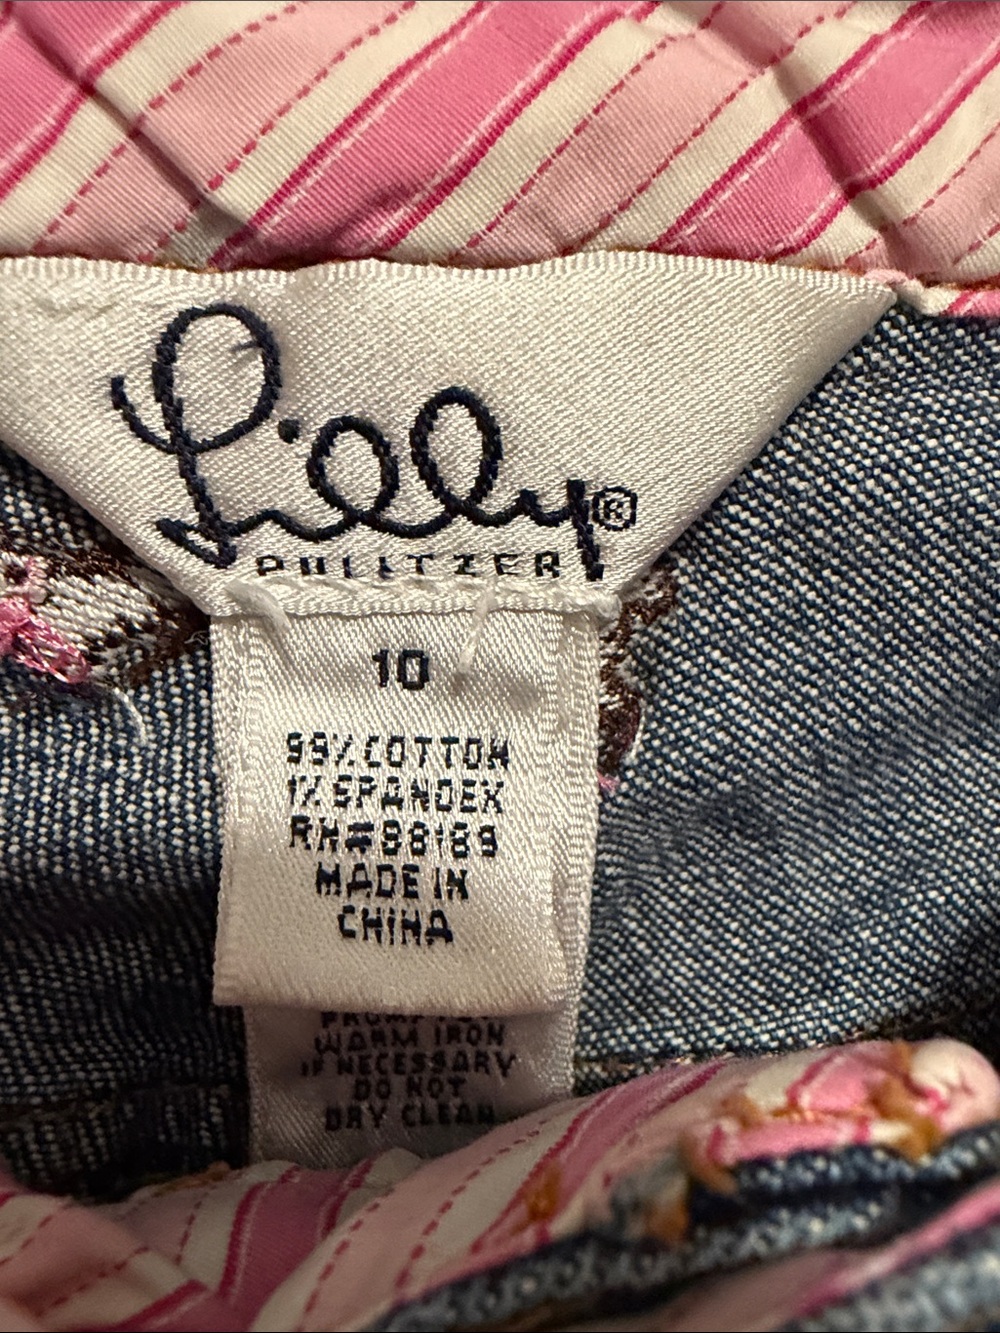 Lilly®
PULITZER
10
99% COTTON
1% SPANDEX
RN#98189
MADE IN
CHINA
WARM IRON
IF NECESSARY
DO NOT
DRY CLEAN